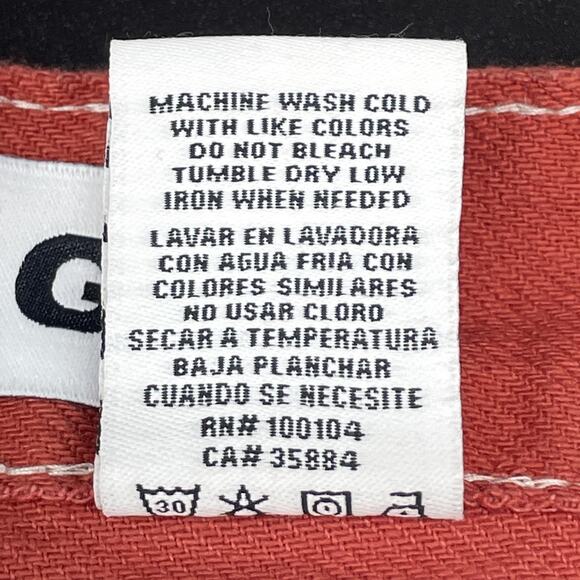 MACHINE WASH COLD
WITH LIKE COLORS
DO NOT BLEACH
TUMBLE DRY LOW
IRON WHEN NEEDED
LAVAR EN LAVADORA
CON AGUA FRIA CON
COLORES SIMILARES
NO USAR CLORD
SECAR A TEMPERATURA
BAJA PLANCHAR
CUANDO SE NECESITE
RN# 100104
CA# 35884
30
G